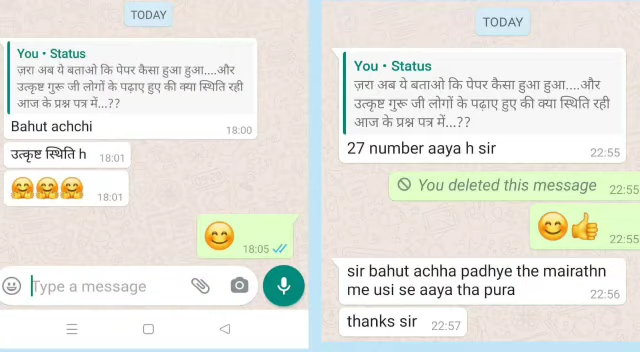 TODAY
You • Status
ज़रा अब ये बताओ कि पेपर कैसा हुआ हुआ....और
उत्कृष्ट गुरू जी लोगों के पढ़ाए हुए की क्या स्थिति रही
आज के प्रश्न पत्र में...??
Bahut achchi
18:00
उत्कृष्ट स्थिति h
18:01
🤗🤗🤗
18:01
😊
18:05
Type a message
TODAY
You • Status
ज़रा अब ये बताओ कि पेपर कैसा हुआ हुआ....और
उत्कृष्ट गुरू जी लोगों के पढ़ाए हुए की क्या स्थिति रही
आज के प्रश्न पत्र में...??
27 number aaya h sir
22:55
You deleted this message
22:55
😊👍
22:55
sir bahut achha padhye the mairathn
me usi se aaya tha pura
22:56
thanks sir
22:57